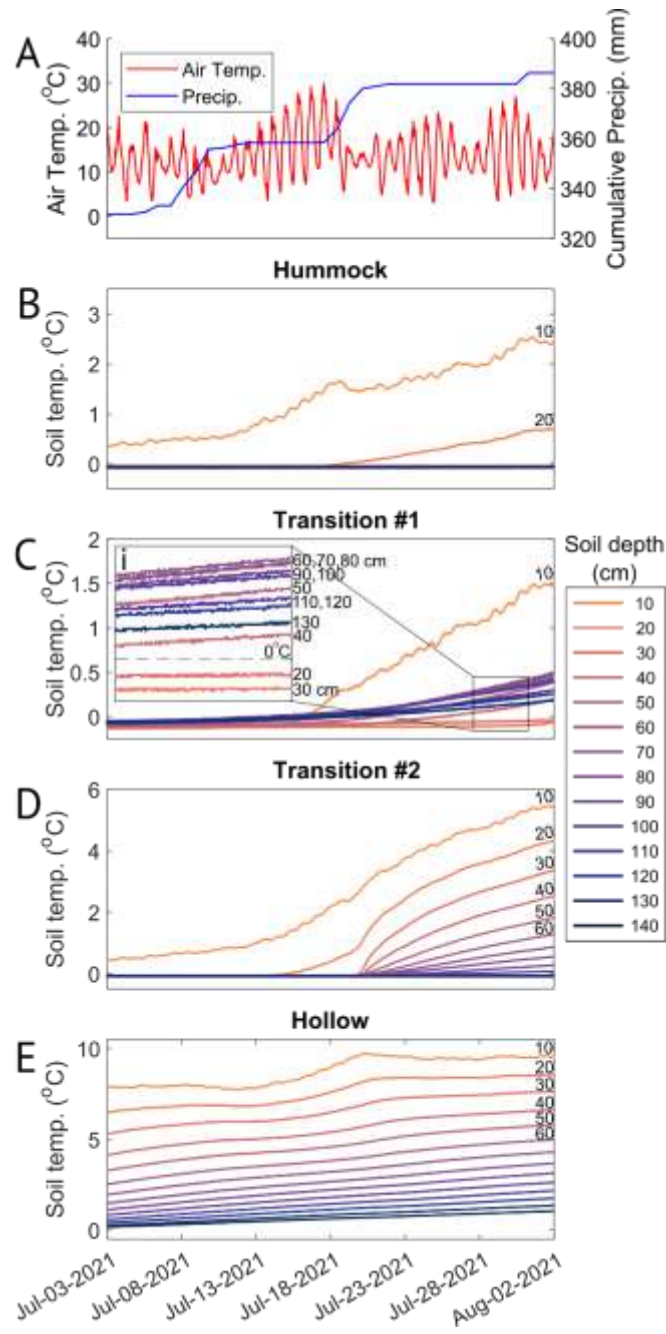 A
Air Temp. (°C)
40
30
20
10
0
Air Temp.
Precip.
400
380
360
340
320
Cumulative Precip. (mm)
Hummock
B
Soil temp. (°C)
3
2
1
0
10
20
Transition #1
C
Soil temp. (°C)
2
1.5
1
0.5
0
i
60,70,80 cm
90,100
50
110,120
130
40
0°C
20
30 cm
10
Soil depth
(cm)
10
20
30
40
50
60
70
80
90
100
110
120
130
140
Transition #2
D
Soil temp. (°C)
6
4
2
0
10
20
30
40
50
60
Hollow
E
Soil temp. (°C)
10
5
0
10
20
30
40
50
60
Jul-03-2021
Jul-08-2021
Jul-13-2021
Jul-18-2021
Jul-23-2021
Jul-28-2021
Aug-02-2021